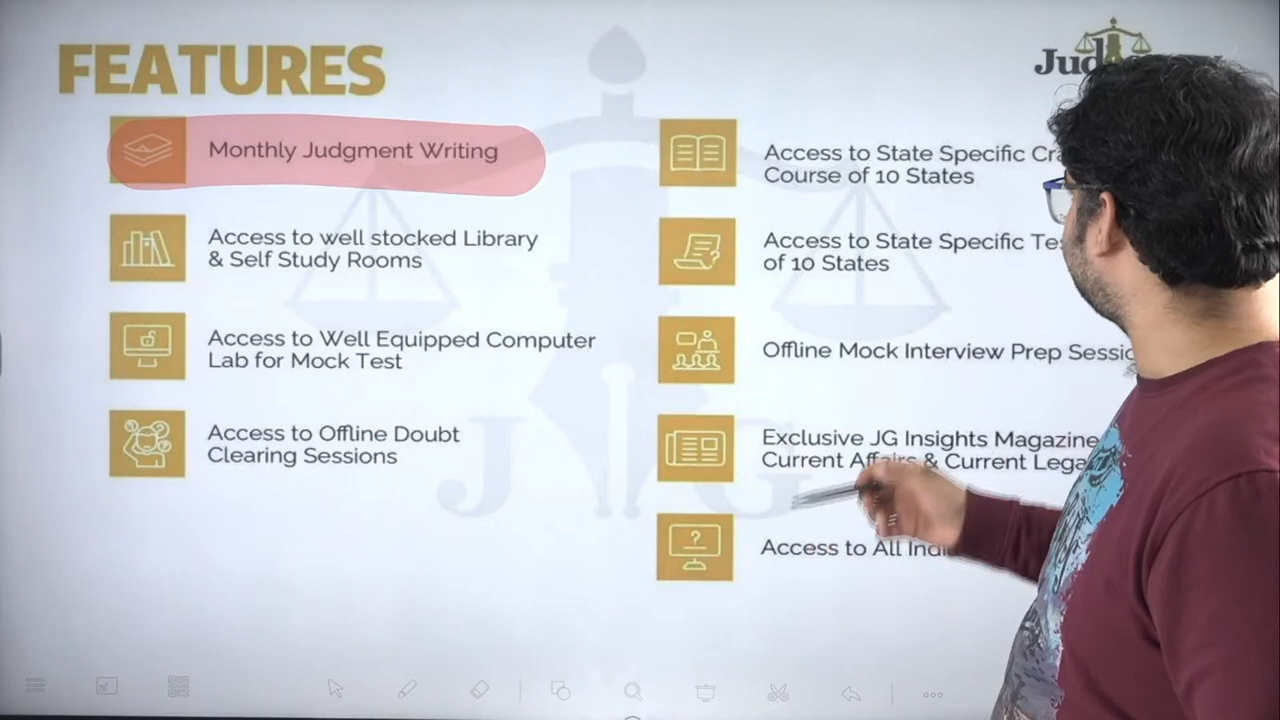 FEATURES
Monthly Judgment Writing
Access to well stocked Library
& Self Study Rooms
Access to Well Equipped Computer
Lab for Mock Test
Access to Offline Doubt
Clearing Sessions
Access to State Specific
Course of 10 States
Access to State Specific
of 10 States
Offline Mock Interview Prep
Exclusive JG Insights Magazine
Current Affairs & Current
Access to All
J G